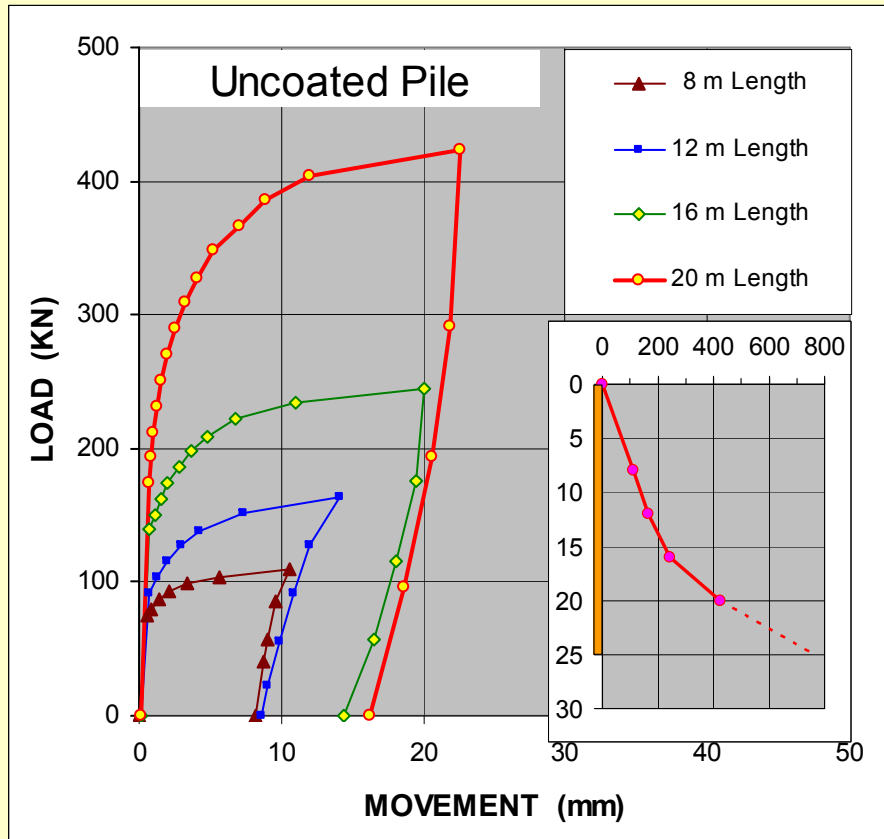 Uncoated Pile
8 m Length
12 m Length
16 m Length
20 m Length
500
400
300
200
100
0
LOAD (KN)
0 10 20 30 40 50
MOVEMENT (mm)
0 200 400 600 800
0
5
10
15
20
25
30